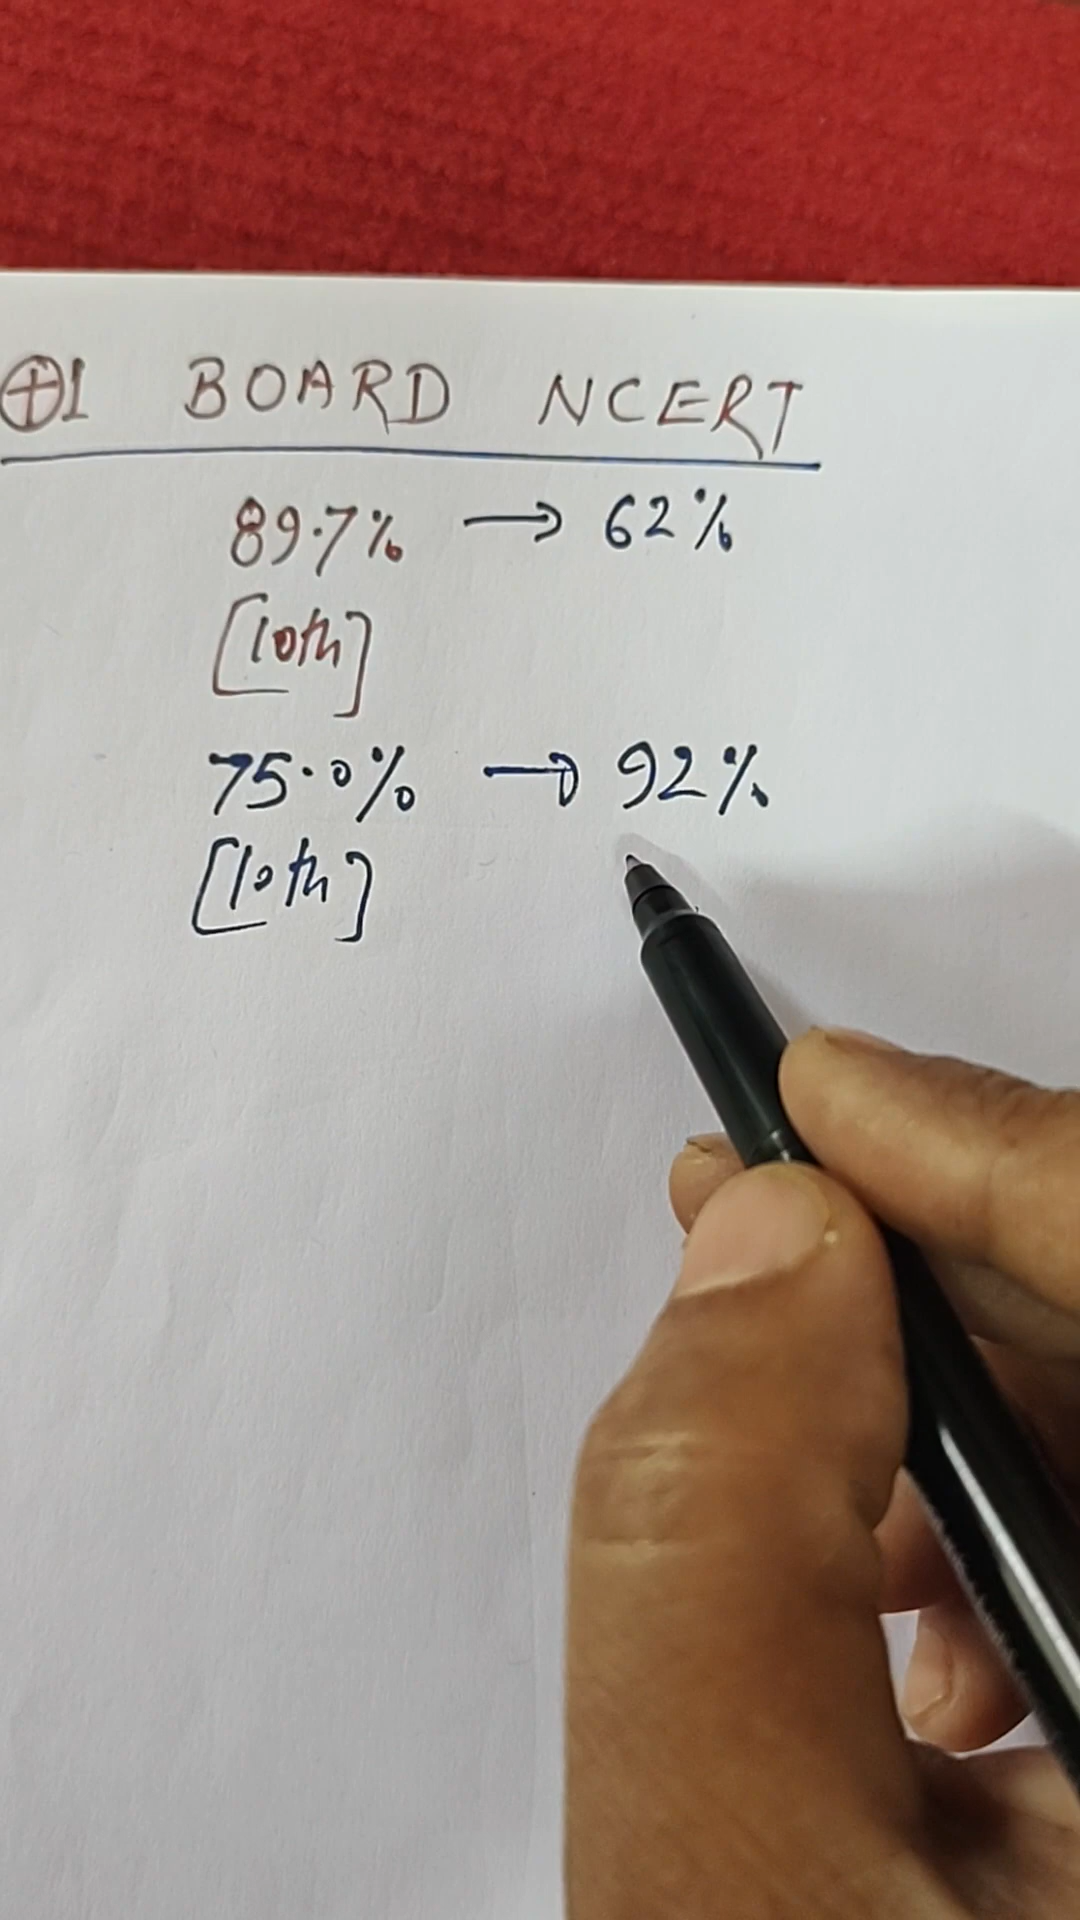 ⊕1 BOARD NCERT
89.7% → 62%
[10th]
75.0% → 92%
[10th]